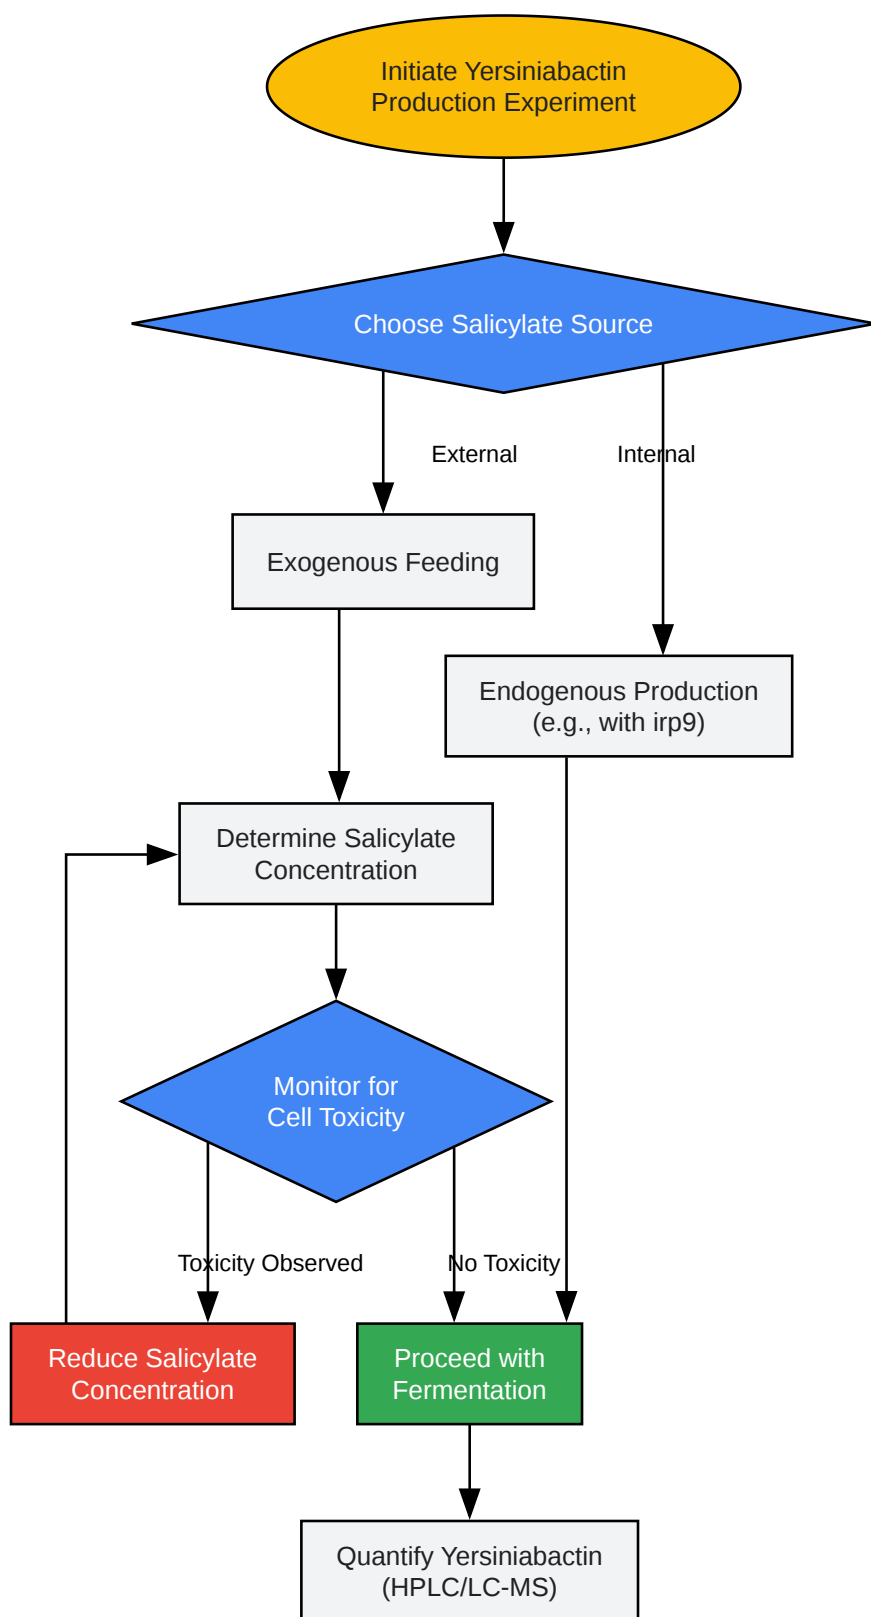 Initiate Yersiniabactin
Production Experiment
Choose Salicylate Source
External
Internal
Exogenous Feeding
Endogenous Production
(e.g., with irp9)
Determine Salicylate
Concentration
Monitor for
Cell Toxicity
Toxicity Observed
No Toxicity
Reduce Salicylate
Concentration
Proceed with
Fermentation
Quantify Yersiniabactin
(HPLC/LC-MS)